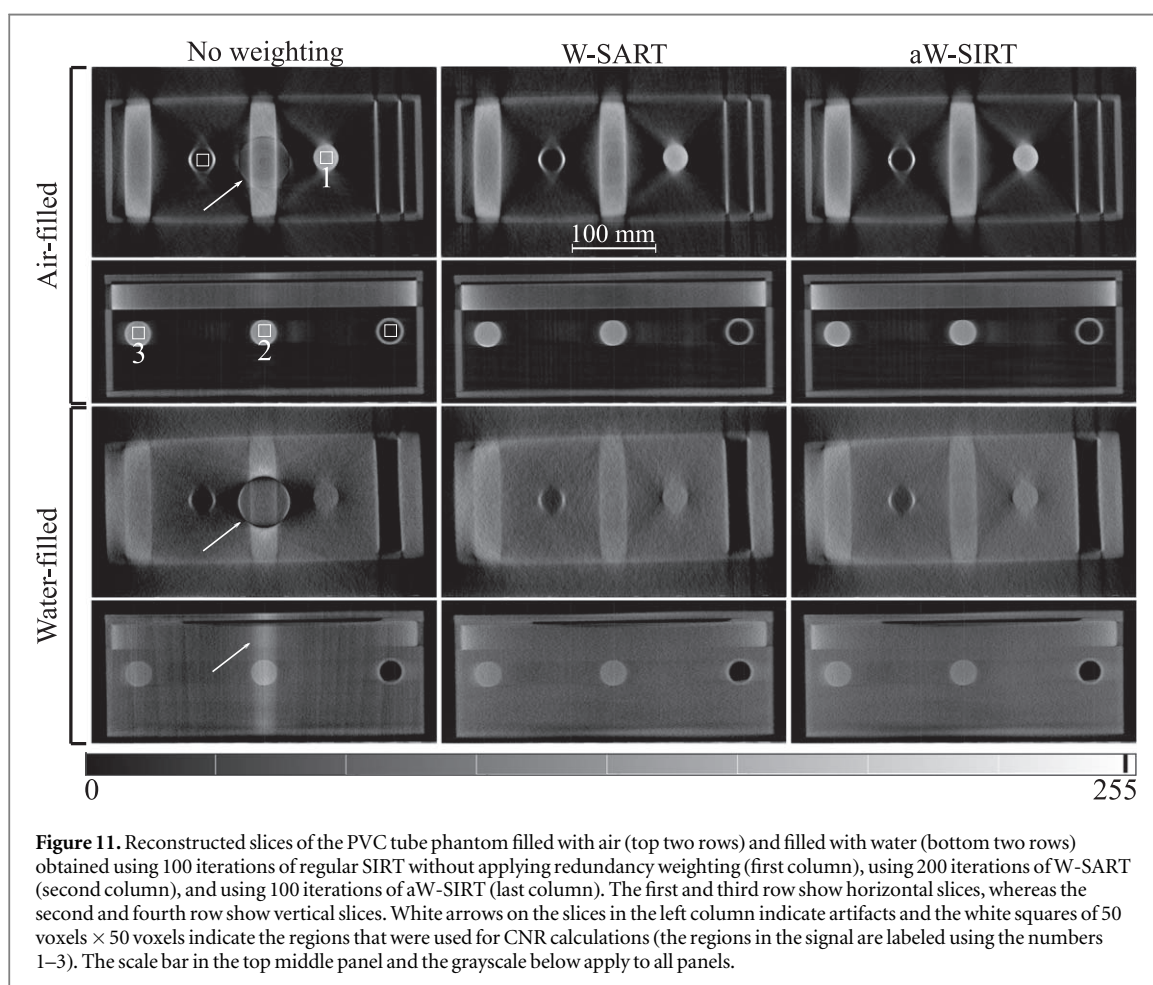 No weighting
W-SART
aW-SIRT
Air-filled
1
100 mm
3
2
Water-filled
0
255
Figure 11. Reconstructed slices of the PVC tube phantom filled with air (top two rows) and filled with water (bottom two rows)
obtained using 100 iterations of regular SIRT without applying redundancy weighting (first column), using 200 iterations of W-SART
(second column), and using 100 iterations of aW-SIRT (last column). The first and third row show horizontal slices, whereas the
second and fourth row show vertical slices. White arrows on the slices in the left column indicate artifacts and the white squares of 50
voxels × 50 voxels indicate the regions that were used for CNR calculations (the regions in the signal are labeled using the numbers
1–3). The scale bar in the top middle panel and the grayscale below apply to all panels.